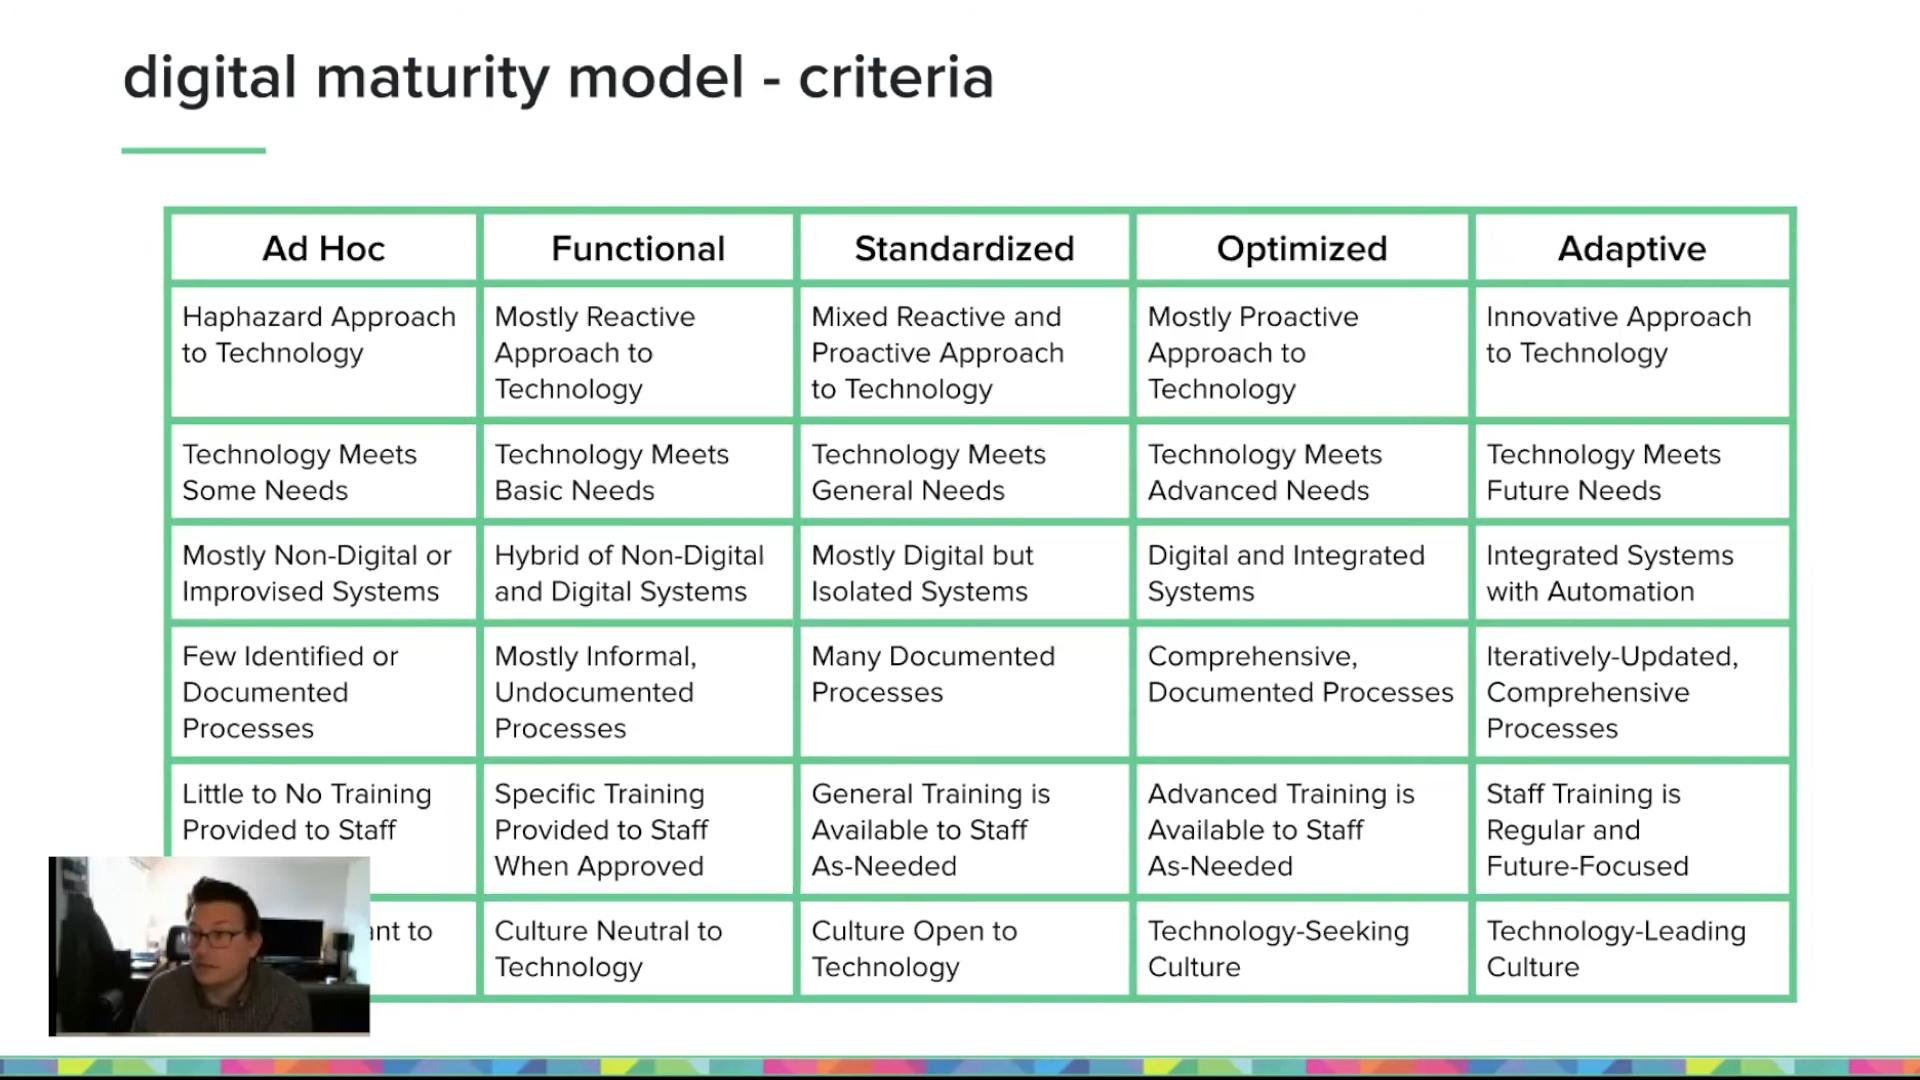 digital maturity model - criteria
Ad Hoc
Functional
Standardized
Optimized
Adaptive
Haphazard Approach
to Technology
Mostly Reactive
Approach to
Technology
Mixed Reactive and
Proactive Approach
to Technology
Mostly Proactive
Approach to
Technology
Innovative Approach
to Technology
Technology Meets
Some Needs
Technology Meets
Basic Needs
Technology Meets
General Needs
Technology Meets
Advanced Needs
Technology Meets
Future Needs
Mostly Non-Digital or
Improvised Systems
Hybrid of Non-Digital
and Digital Systems
Mostly Digital but
Isolated Systems
Digital and Integrated
Systems
Integrated Systems
with Automation
Few Identified or
Documented
Processes
Mostly Informal,
Undocumented
Processes
Many Documented
Processes
Comprehensive,
Documented Processes
Iteratively-Updated,
Comprehensive
Processes
Little to No Training
Provided to Staff
Specific Training
Provided to Staff
When Approved
General Training is
Available to Staff
As-Needed
Advanced Training is
Available to Staff
As-Needed
Staff Training is
Regular and
Future-Focused
to
Culture Neutral to
Technology
Culture Open to
Technology
Technology-Seeking
Culture
Technology-Leading
Culture